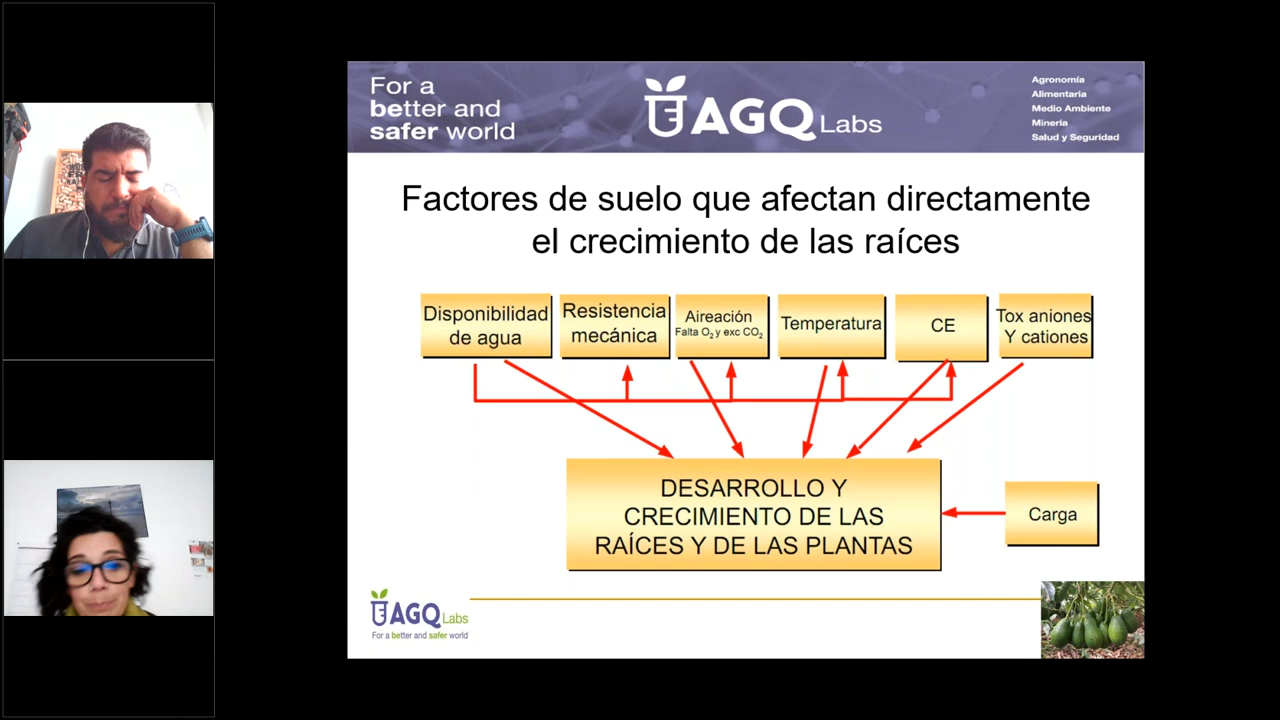 For a
better and
safer world
AGQ Labs
Agronomía
Alimentaria
Medio Ambiente
Minería
Salud y Seguridad
Factores de suelo que afectan directamente
el crecimiento de las raíces
Disponibilidad
de agua
Resistencia
mecánica
Aireación
Falta O2 y exc CO2
Temperatura
CE
Tox aniones
Y cationes
DESARROLLO Y
CRECIMIENTO DE LAS
RAÍCES Y DE LAS PLANTAS
Carga
AGQ Labs
For a better and safer world